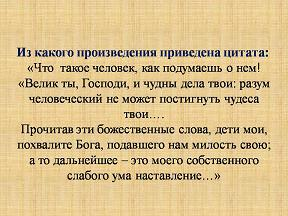 Из какого произведения приведена цитата:
«Что такое человек, как подумаешь о нем!
«Велик ты, Господи, и чудны дела твои: разум
человеческий не может постигнуть чудеса
твои….
Прочитав эти божественные слова, дети мои,
похвалите Бога, подавшего нам милость свою;
а то дальнейшее – это моего собственного
слабого ума наставление…»